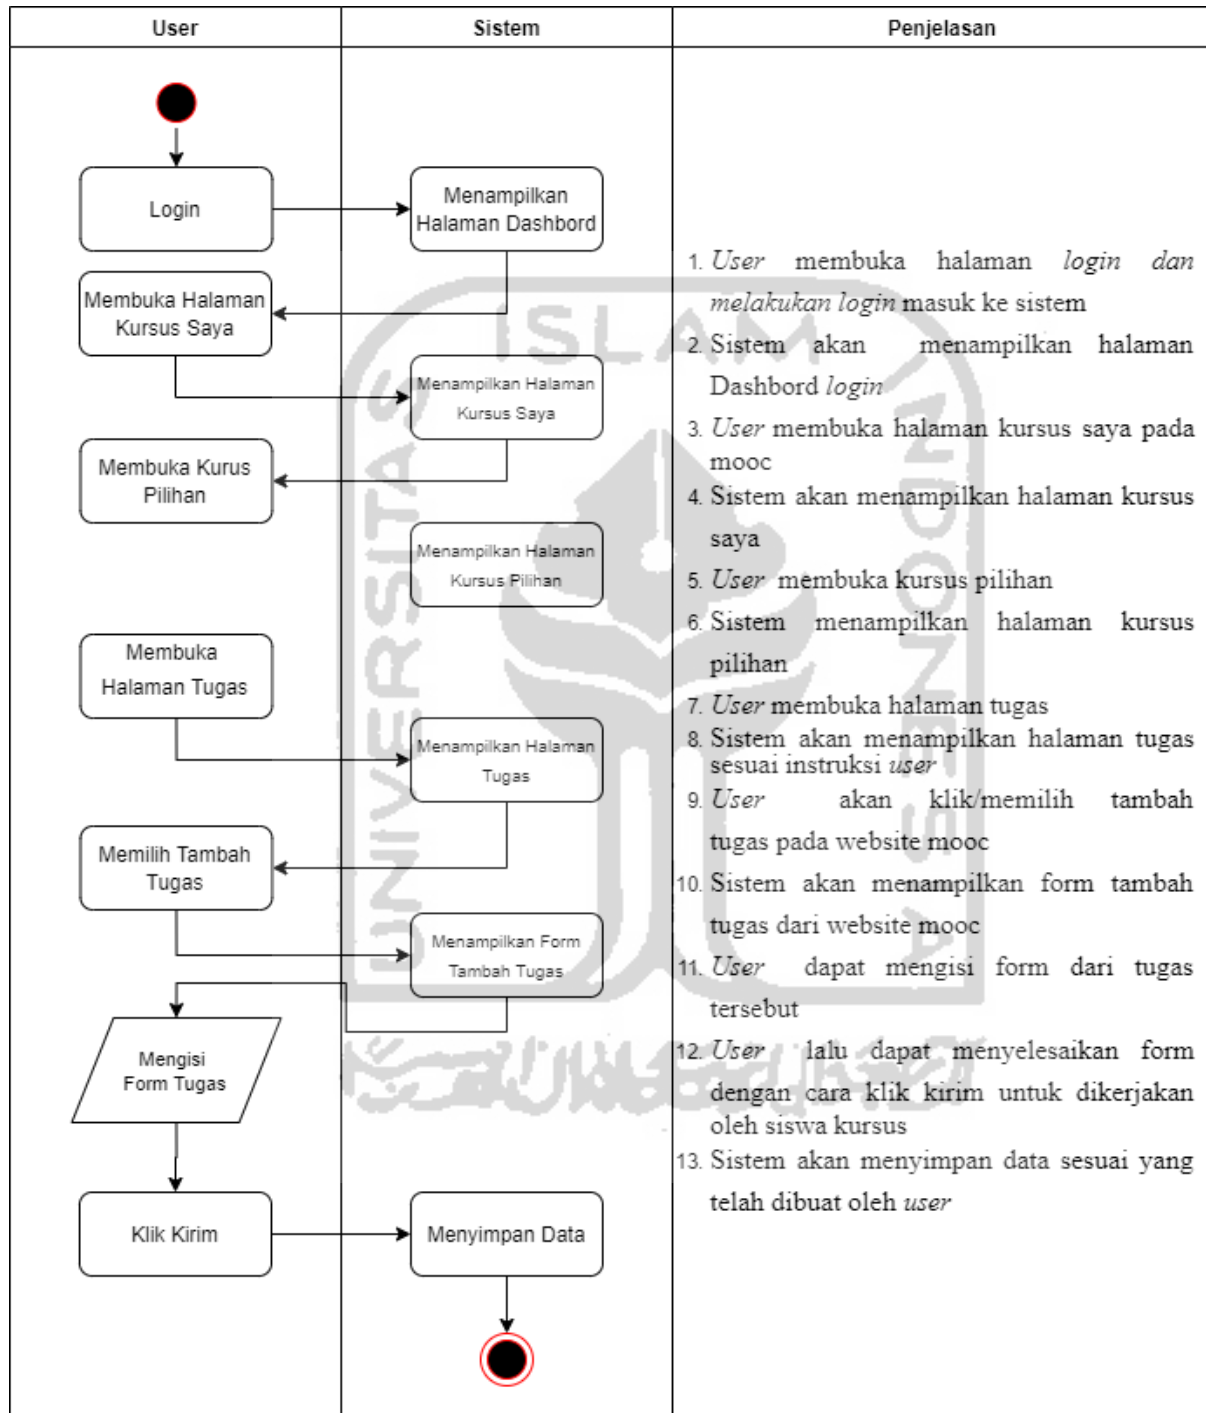 User
Sistem
Penjelasan
Login
Menampilkan
Halaman Dashbord
Membuka Halaman
Kursus Saya
Menampilkan Halaman
Kursus Saya
Membuka Kurus
Pilihan
Menampilkan Halaman
Kursus Pilihan
Membuka
Halaman Tugas
Menampilkan Halaman
Tugas
Memilih Tambah
Tugas
Menampilkan Form
Tambah Tugas
Mengisi
Form Tugas
Klik Kirim
Menyimpan Data
1. User membuka halaman login dan
melakukan login masuk ke sistem
2. Sistem akan menampilkan halaman
Dashbord login
3. User membuka halaman kursus saya pada
mooc
4. Sistem akan menampilkan halaman kursus
saya
5. User membuka kursus pilihan
6. Sistem menampilkan halaman kursus
pilihan
7. User membuka halaman tugas
8. Sistem akan menampilkan halaman tugas
sesuai instruksi user
9. User akan klik/memilih tambah
tugas pada website mooc
10. Sistem akan menampilkan form tambah
tugas dari website mooc
11. User dapat mengisi form dari tugas
tersebut
12. User lalu dapat menyelesaikan form
dengan cara klik kirim untuk dikerjakan
oleh siswa kursus
13. Sistem akan menyimpan data sesuai yang
telah dibuat oleh user
UNIVERSITAS
ISLAM
INDONESIA